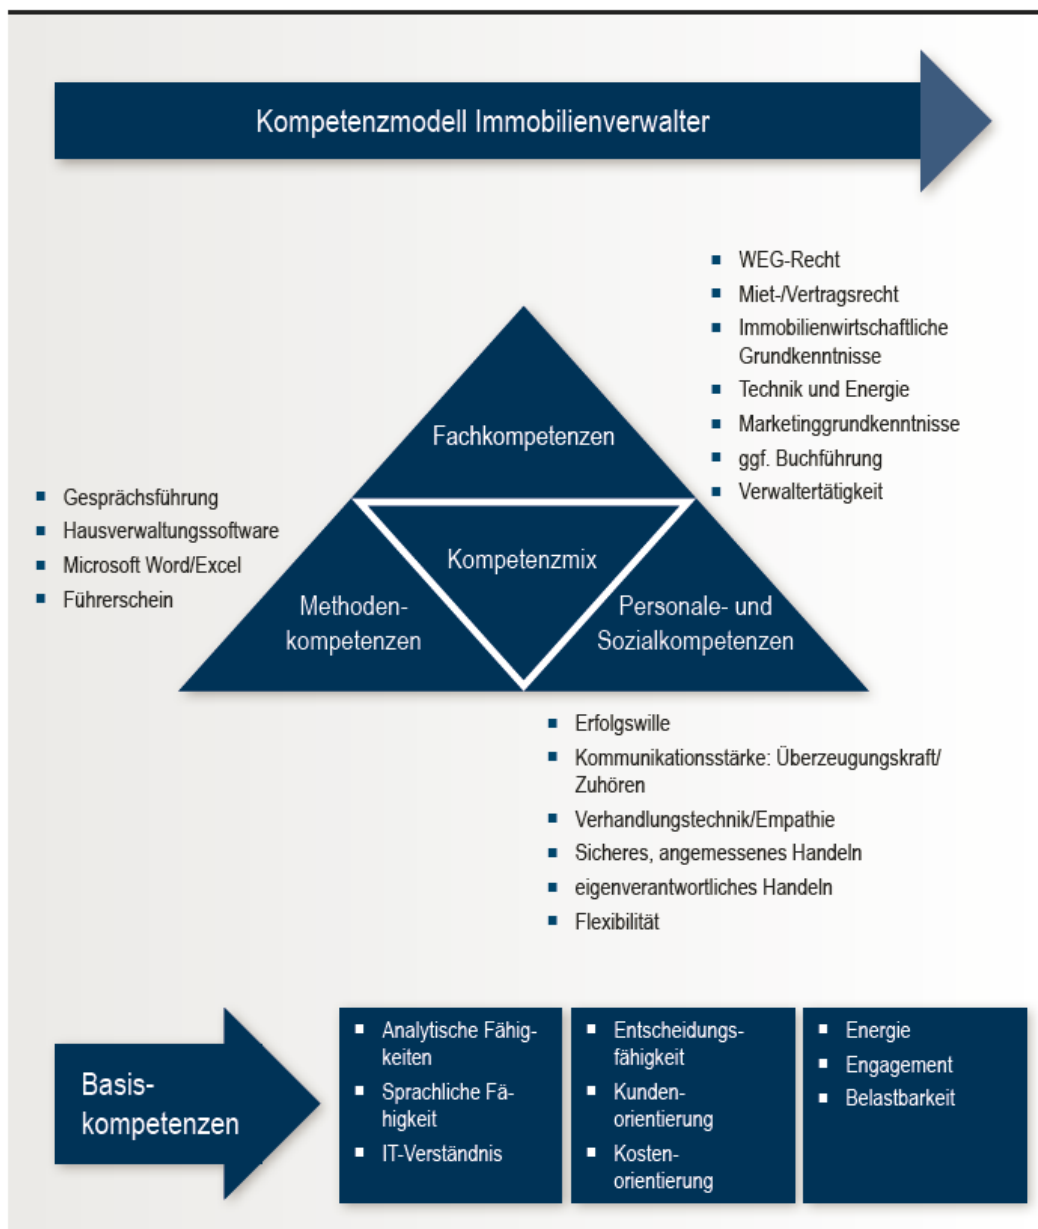 Kompetenzmodell Immobilienverwalter
WEG-Recht
Miet-/Vertragsrecht
Immobilienwirtschaftliche
Grundkenntnisse
Technik und Energie
Marketinggrundkenntnisse
ggf. Buchführung
Verwaltertätigkeit
Fachkompetenzen
Gesprächsführung
Hausverwaltungssoftware
Microsoft Word/Excel
Führerschein
Kompetenzmix
Methoden-
kompetenzen
Personale- und
Sozialkompetenzen
Erfolgswille
Kommunikationsstärke: Überzeugungskraft/
Zuhören
Verhandlungstechnik/Empathie
Sicheres, angemessenes Handeln
eigenverantwortliches Handeln
Flexibilität
Basis-
kompetenzen
Analytische Fähig-
keiten
Sprachliche Fä-
higkeit
IT-Verständnis
Entscheidungs-
fähigkeit
Kunden-
orientierung
Kosten-
orientierung
Energie
Engagement
Belastbarkeit